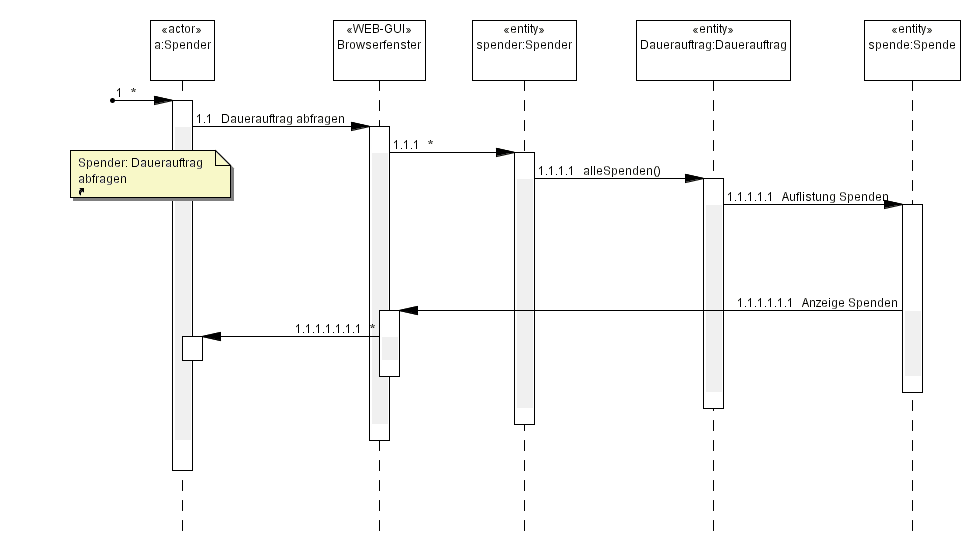 «actor»
a:Spender
«WEB-GUI»
Browserfenster
«entity»
spender:Spender
«entity»
Dauerauftrag:Dauerauftrag
«entity»
spende:Spende
1 *
1.1 Dauerauftrag abfragen
1.1.1 *
Spender: Dauerauftrag
abfragen
1.1.1.1 alleSpenden()
1.1.1.1.1 Auflistung Spenden
1.1.1.1.1.1 Anzeige Spenden
1.1.1.1.1.1.1 *